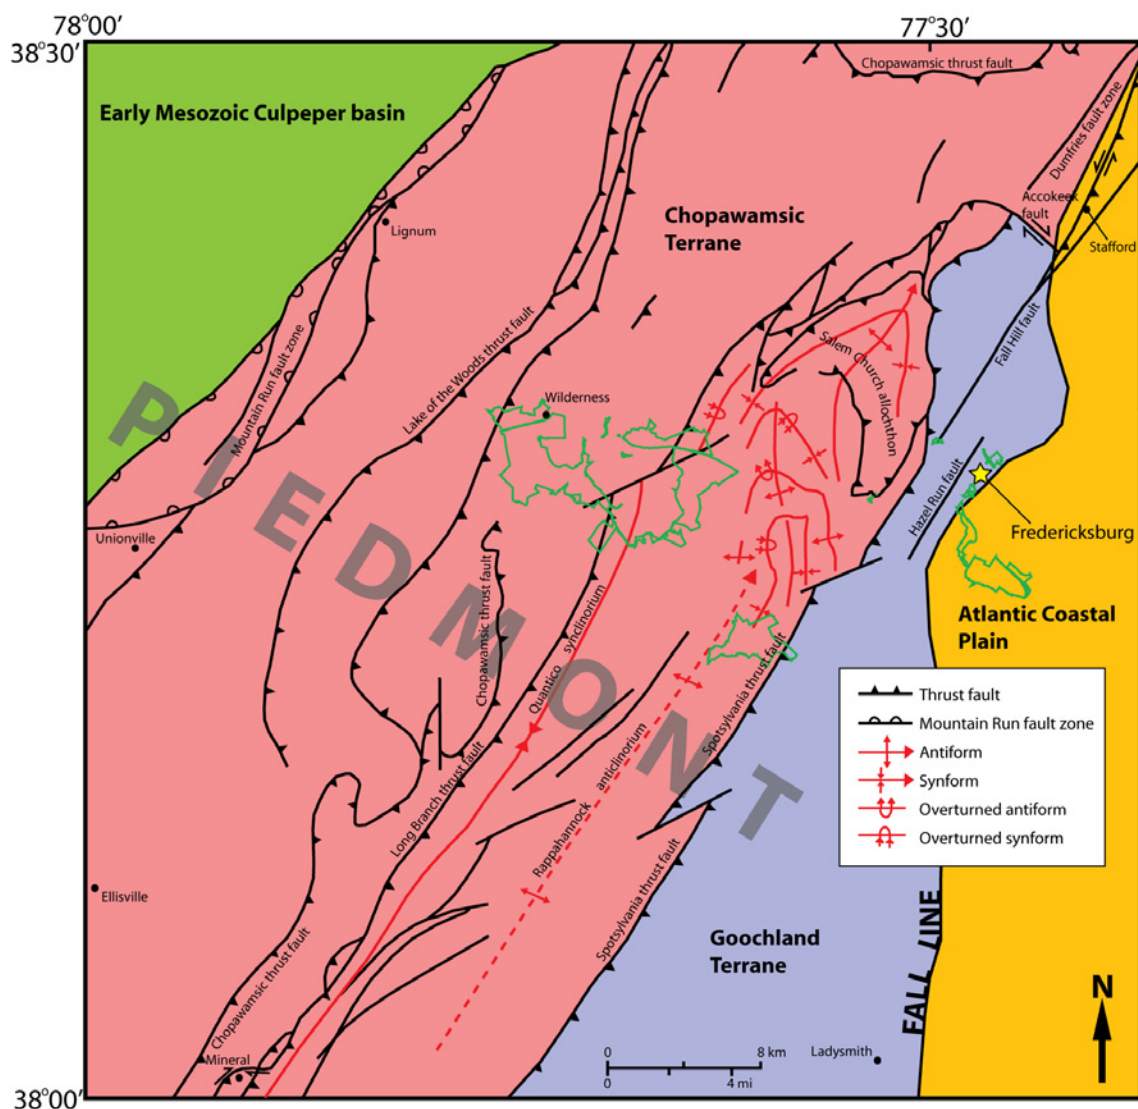 78°00'
77°30'
38°30'
Chopawamsic thrust fault
Early Mesozoic Culpeper basin
Dumfries fault zone
Accokeek
fault
Chopawamsic
Terrane
Lignum
Stafford
Mountain Run fault zone
Lake of the Woods thrust fault
Fall Hill fault
Salem Church allochthon
Wilderness
PIEDMONT
Hazel Run fault
Fredericksburg
Unionville
Chopawamsic thrust fault
Quantico synclinorium
Atlantic Coastal
Plain
Spotsylvania thrust fault
Thrust fault
Mountain Run fault zone
Antiform
Synform
Overturned antiform
Overturned synform
Long Branch thrust fault
Rappahannock anticlinorium
Ellisville
Spotsylvania thrust fault
Goochland
Terrane
FALL LINE
Chopawamsic thrust fault
N
Mineral
Ladysmith
0 8 km
0 4 mi
38°00'